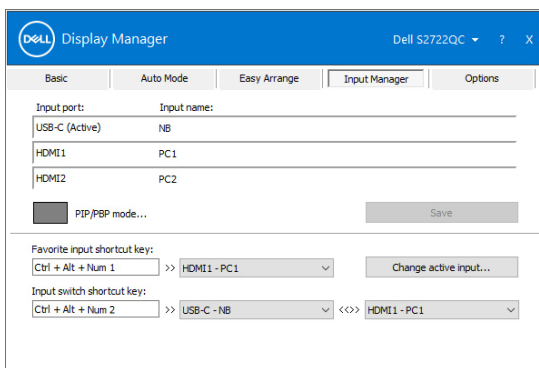 DELL Display Manager Dell S2722QC ? X
Basic Auto Mode Easy Arrange Input Manager Options
Input port: Input name:
USB-C (Active) NB
HDMI1 PC1
HDMI2 PC2
PIP/PBP mode... Save
Favorite input shortcut key:
Ctrl + Alt + Num 1 >> HDMI1 - PC1 Change active input...
Input switch shortcut key:
Ctrl + Alt + Num 2 >> USB-C - NB <<>> HDMI1 - PC1